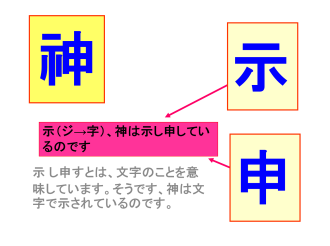 神
示
示（ジ→字）、神は示し申してい
るのです
申
示し申すとは、文字のことを意
味しています。そうです、神は文
字で示されているのです。